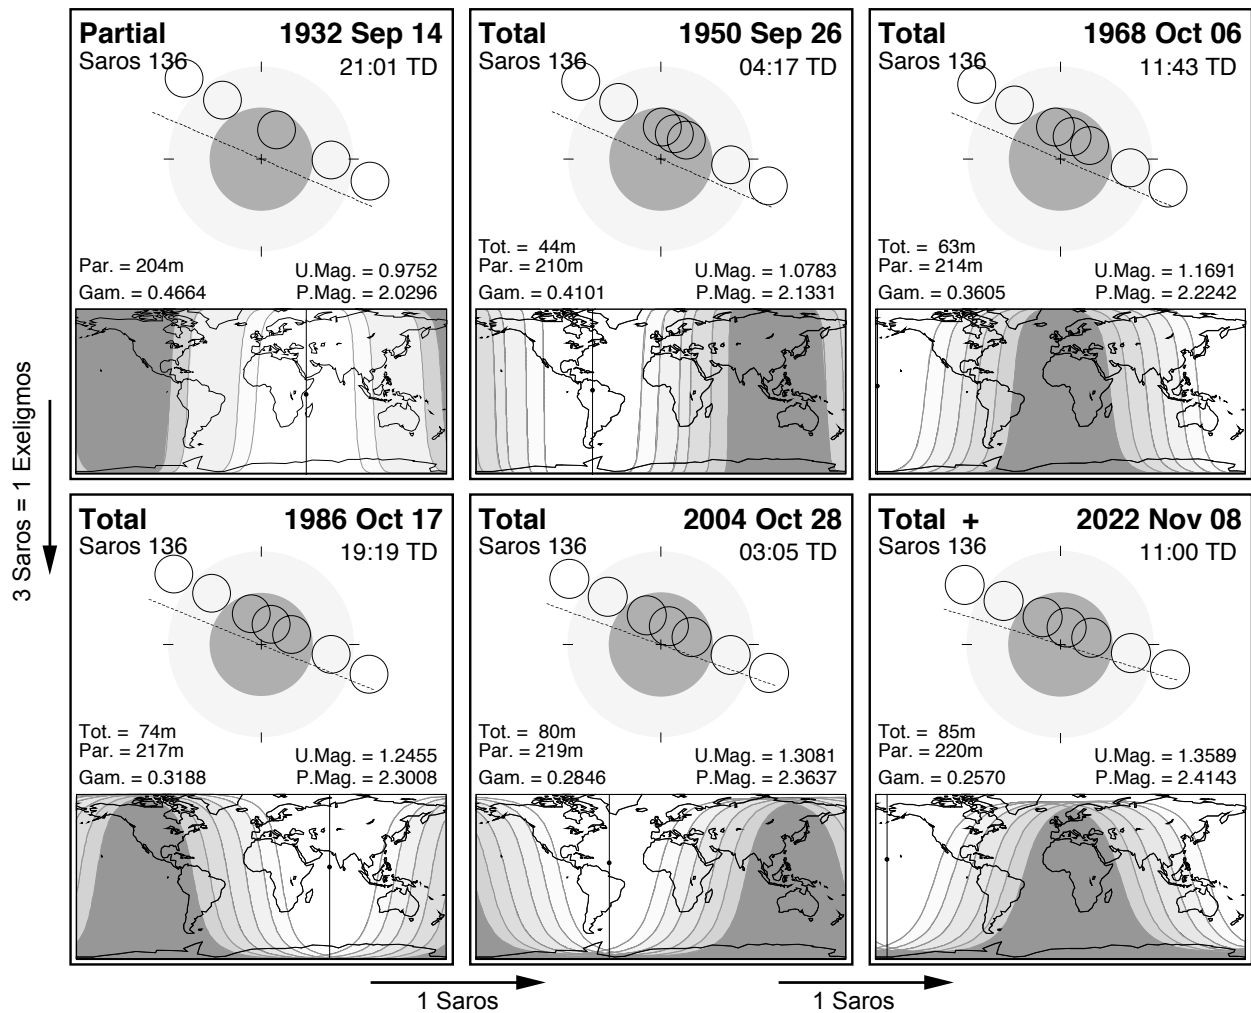 Partial 1932 Sep 14
Saros 136 21:01 TD
Par. = 204m U.Mag. = 0.9752
Gam. = 0.4664 P.Mag. = 2.0296
Total 1950 Sep 26
Saros 136 04:17 TD
Tot. = 44m
Par. = 210m U.Mag. = 1.0783
Gam. = 0.4101 P.Mag. = 2.1331
Total 1968 Oct 06
Saros 136 11:43 TD
Tot. = 63m
Par. = 214m U.Mag. = 1.1691
Gam. = 0.3605 P.Mag. = 2.2242
3 Saros = 1 Exeligmos
Total 1986 Oct 17
Saros 136 19:19 TD
Tot. = 74m
Par. = 217m U.Mag. = 1.2455
Gam. = 0.3188 P.Mag. = 2.3008
Total 2004 Oct 28
Saros 136 03:05 TD
Tot. = 80m
Par. = 219m U.Mag. = 1.3081
Gam. = 0.2846 P.Mag. = 2.3637
Total + 2022 Nov 08
Saros 136 11:00 TD
Tot. = 85m
Par. = 220m U.Mag. = 1.3589
Gam. = 0.2570 P.Mag. = 2.4143
1 Saros
1 Saros